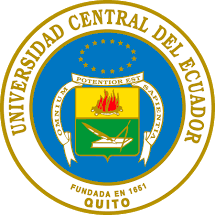 UNIVERSIDAD CENTRAL DEL ECUADOR
OMNIUM POTENTIOR EST SAPIENTIA
FUNDADA EN 1651
QUITO